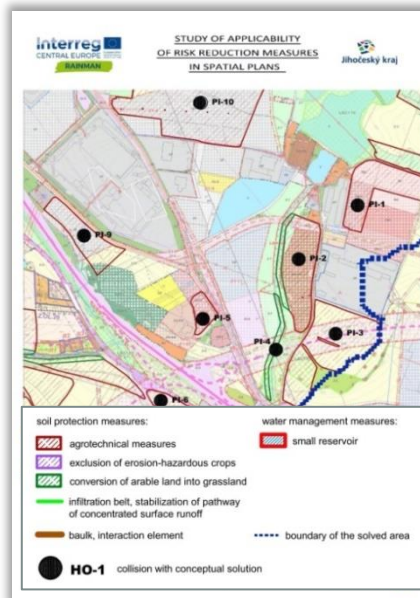 Interreg
CENTRAL EUROPE
RAINMAN
STUDY OF APPLICABILITY
OF RISK REDUCTION MEASURES
IN SPATIAL PLANS
Jihočeský kraj
PI-10
PI-1
PI-9
PI-2
PI-5
PI-3
PI-4
PI-6
soil protection measures:
water management measures:
agrotechnical measures
small reservoir
exclusion of erosion-hazardous crops
conversion of arable land into grassland
infiltration belt, stabilization of pathway
of concentrated surface runoff
baulk, interaction element
boundary of the solved area
HO-1
collision with conceptual solution